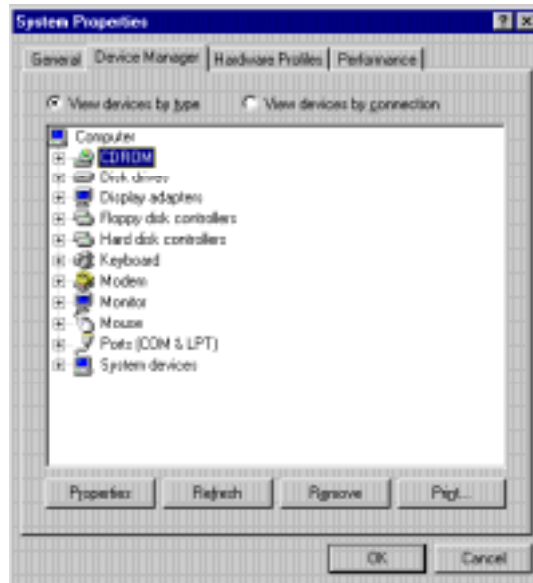 System Properties
General Device Manager Hardware Profiles Performance
View devices by type View devices by connection
Computer
CDROM
Disk drives
Display adapters
Floppy disk controllers
Hard disk controllers
Keyboard
Modem
Monitor
Mouse
Ports (COM & LPT)
System devices
Properties Refresh Remove Print...
OK Cancel